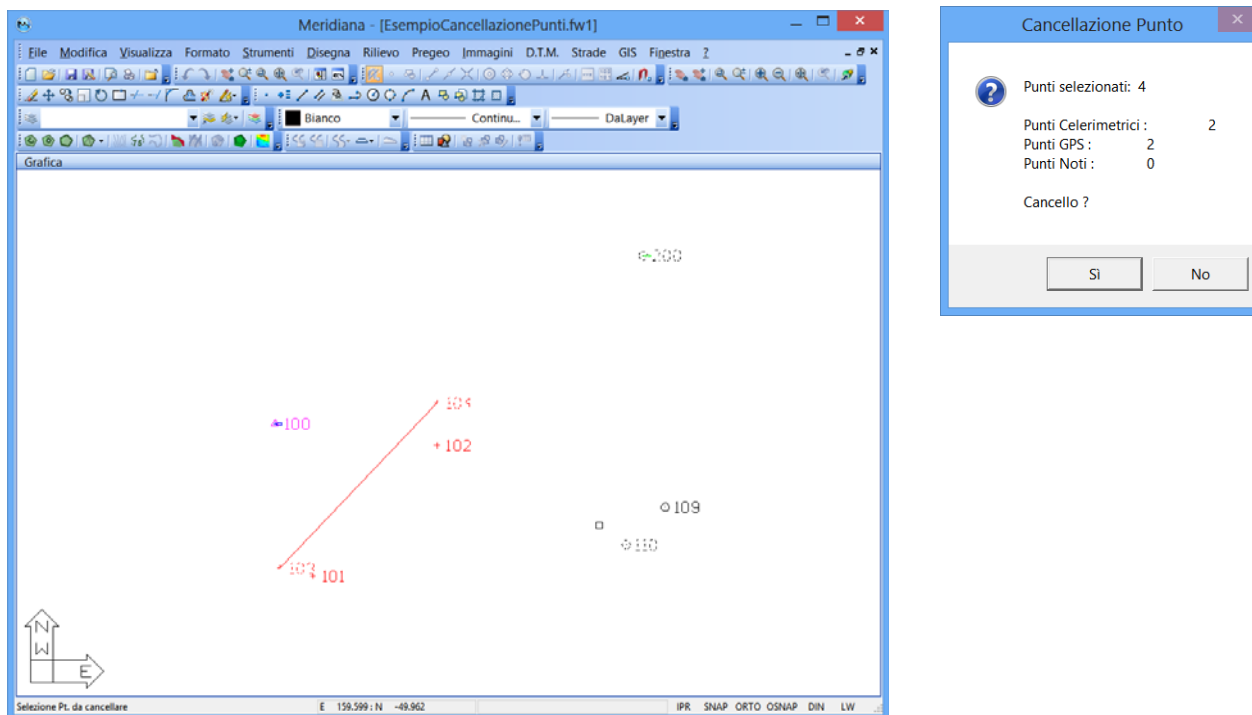 Meridiana - [EsempioCancellazionePunti.fw1]
File Modifica Visualizza Formato Strumenti Disegna Rilievo Pregeo Immagini D.T.M. Strade GIS Finestra ?
Bianco Continu... DaLayer
Grafica
200
104
100
102
109
110
103
101
N
W
E
Selezione Pt. da cancellare E 159.599 : N -49.962 IPR SNAP ORTO OSNAP DIN LW
Cancellazione Punto
Punti selezionati: 4
Punti Celerimetrici : 2
Punti GPS : 2
Punti Noti : 0
Cancello ?
Sì No